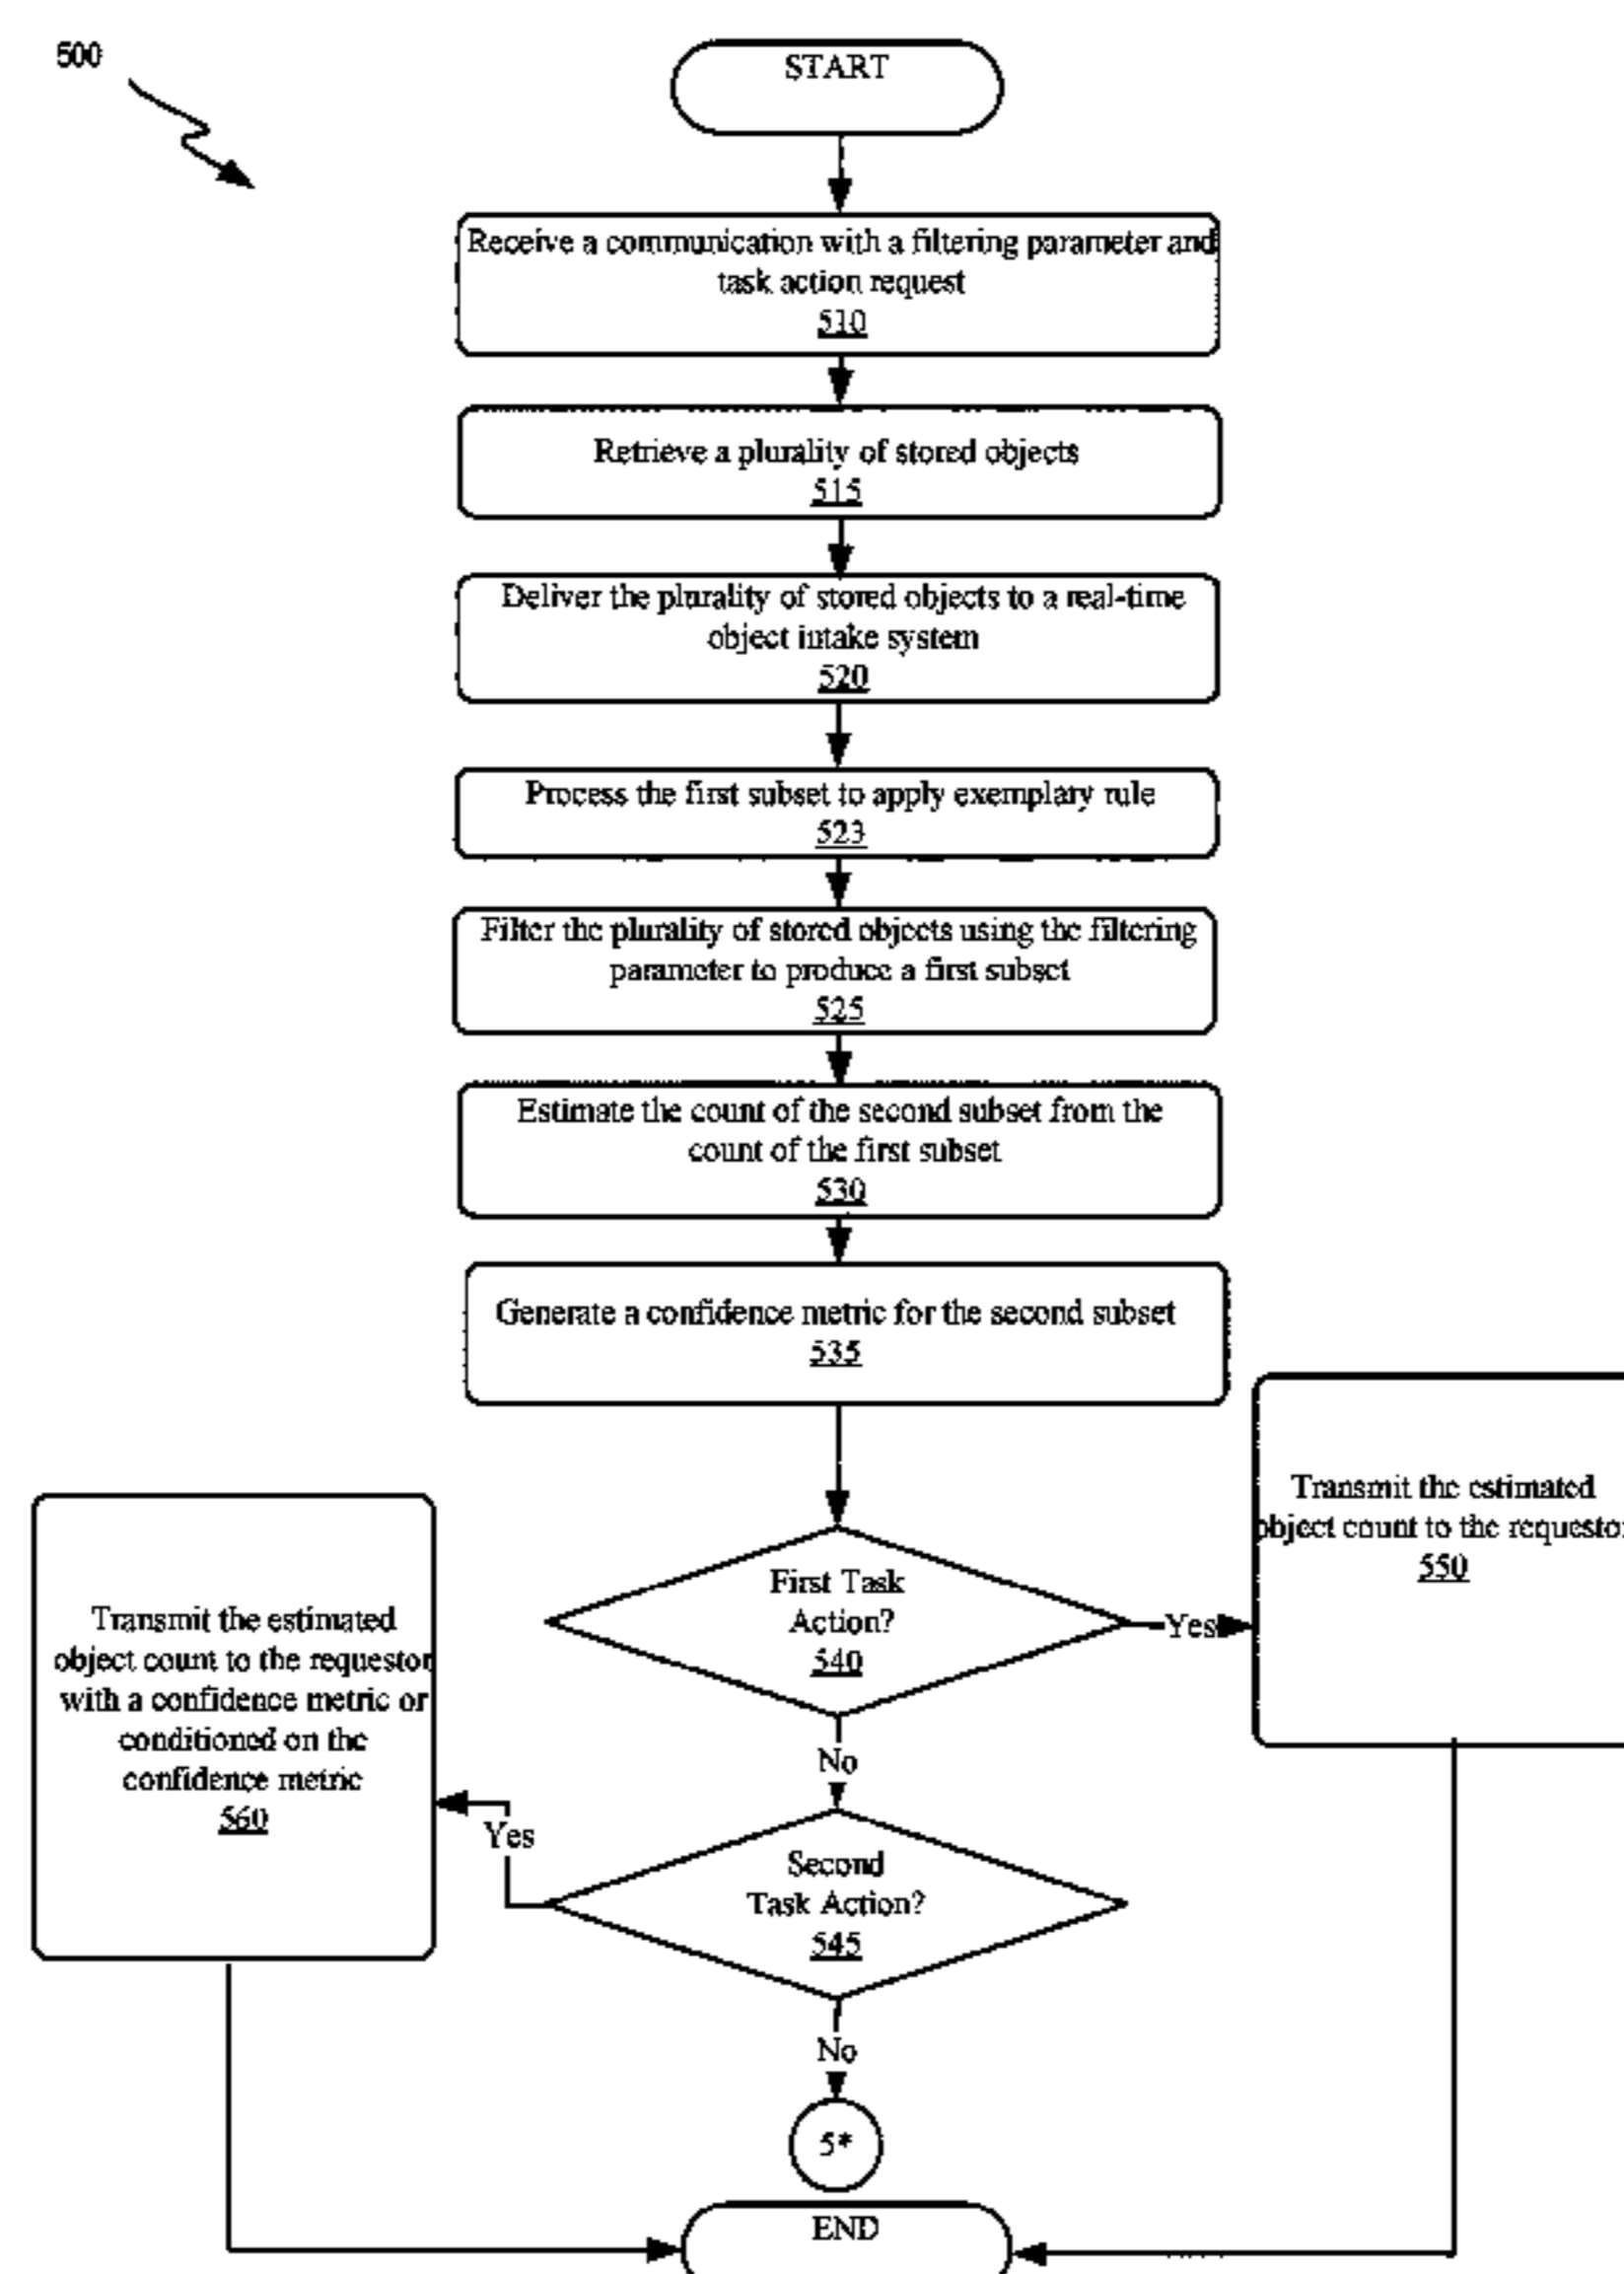 500
START
Receive a communication with a filtering parameter and
task action request
510
Retrieve a plurality of stored objects
515
Deliver the plurality of stored objects to a real-time
object intake system
520
Process the first subset to apply exemplary rule
523
Filter the plurality of stored objects using the filtering
parameter to produce a first subset
525
Estimate the count of the second subset from the
count of the first subset
530
Generate a confidence metric for the second subset
535
First Task
Action?
540
Yes
Transmit the estimated
object count to the requestor
550
No
Second
Task Action?
545
Yes
Transmit the estimated
object count to the requestor
with a confidence metric or
conditioned on the
confidence metric
560
No
5*
END